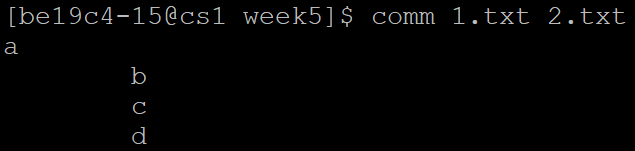 [be19c4-15@cs1 week5]$ comm 1.txt 2.txt
a
                b
                c
                d